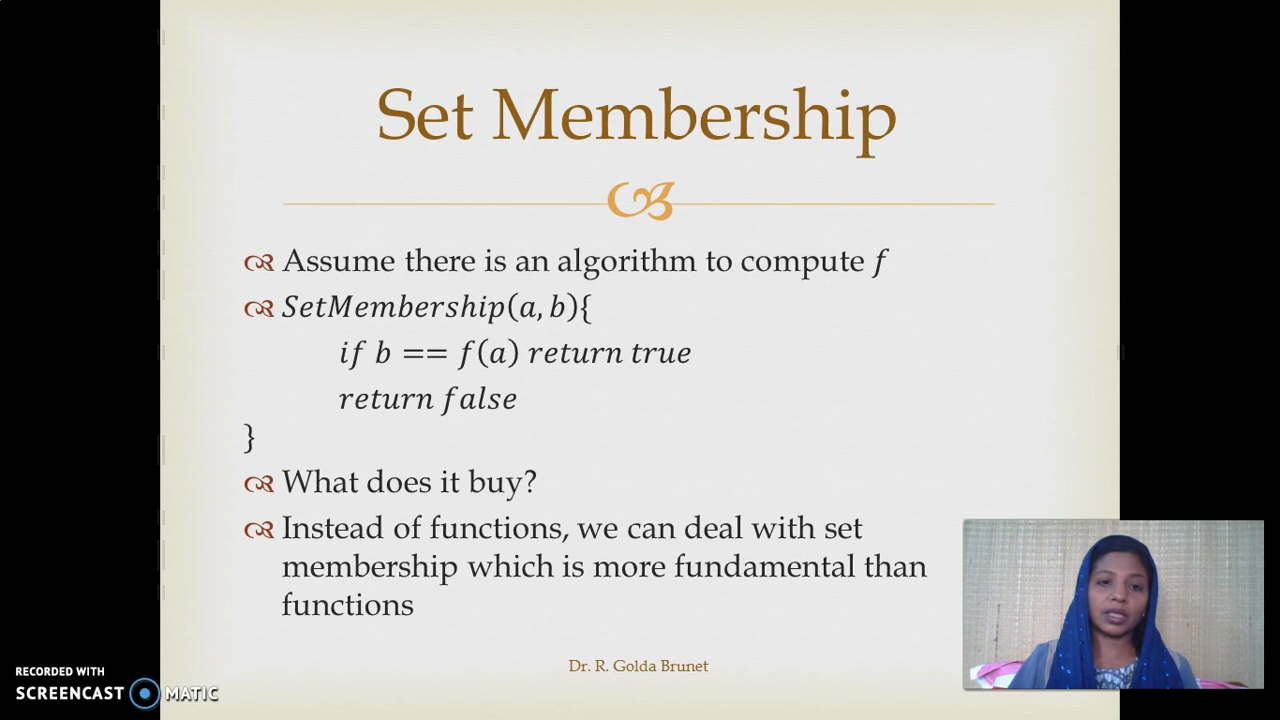 Set Membership
Assume there is an algorithm to compute f
SetMembership(a, b){
if b == f(a) return true
return false
}
What does it buy?
Instead of functions, we can deal with set
membership which is more fundamental than
functions
Dr. R. Golda Brunet
RECORDED WITH
SCREENCAST MATIC